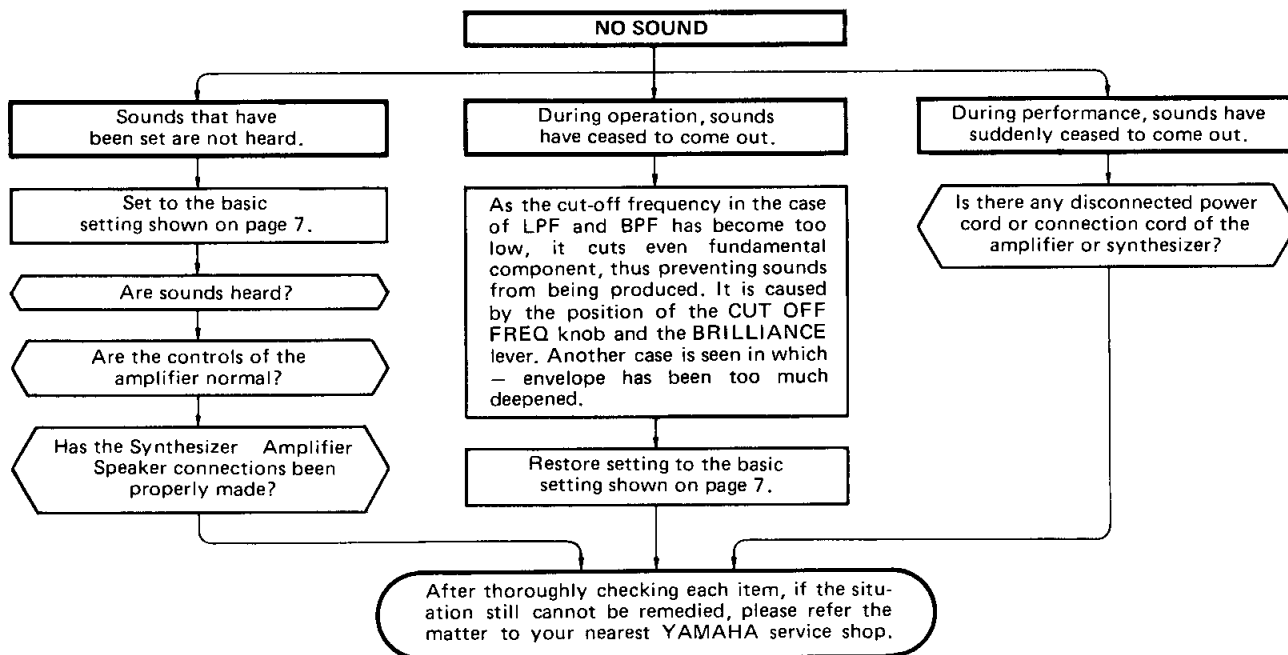 NO SOUND
Sounds that have
been set are not heard.
Set to the basic
setting shown on page 7.
Are sounds heard?
Are the controls of the
amplifier normal?
Has the Synthesizer Amplifier
Speaker connections been
properly made?
During operation, sounds
have ceased to come out.
As the cut-off frequency in the case
of LPF and BPF has become too
low, it cuts even fundamental
component, thus preventing sounds
from being produced. It is caused
by the position of the CUT OFF
FREQ knob and the BRILLIANCE
lever. Another case is seen in which
— envelope has been too much
deepened.
Restore setting to the basic
setting shown on page 7.
During performance, sounds have
suddenly ceased to come out.
Is there any disconnected power
cord or connection cord of the
amplifier or synthesizer?
After thoroughly checking each item, if the situ-
ation still cannot be remedied, please refer the
matter to your nearest YAMAHA service shop.